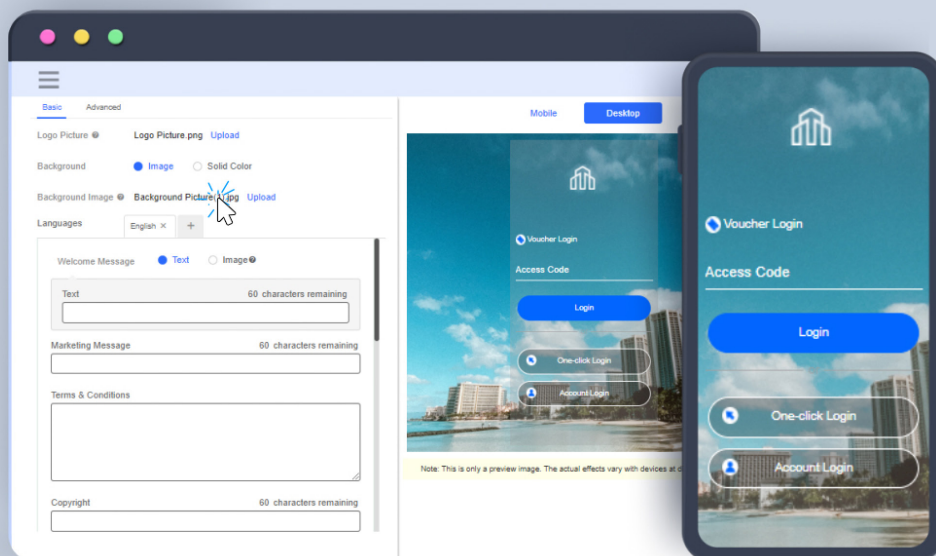 Basic Advanced
Logo Picture Logo Picture.png Upload
Background Image Solid Color
Background Image Background Picture( ).jpg Upload
Languages English × +
Welcome Message Text Image
Text 60 characters remaining
Marketing Message 60 characters remaining
Terms & Conditions
Copyright 60 characters remaining
Mobile Desktop
Voucher Login
Access Code
Login
One-click Login
Account Login
Note: This is only a preview image. The actual effects vary with devices at
Voucher Login
Access Code
Login
One-click Login
Account Login